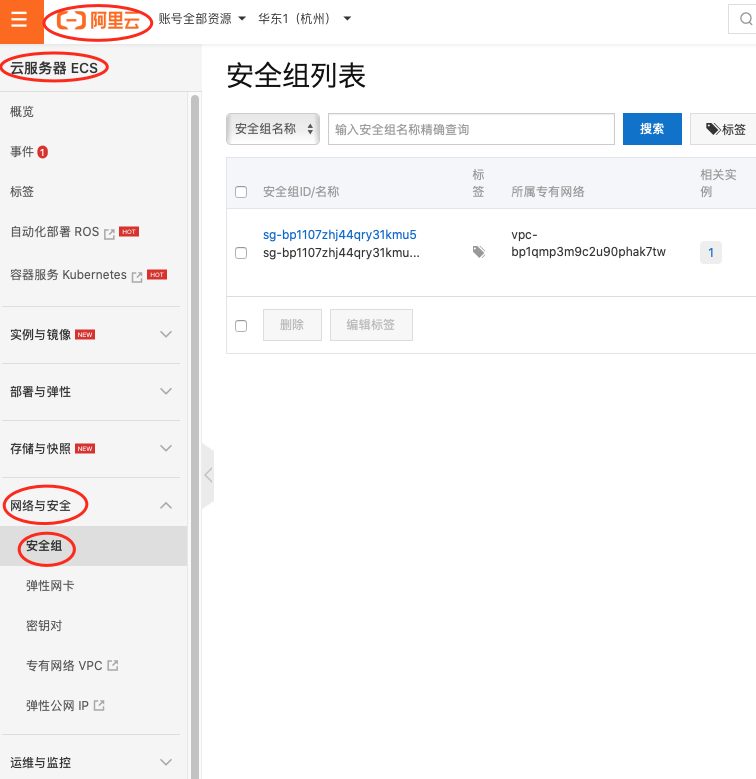 阿里云 账号全部资源 华东1（杭州）
云服务器 ECS
概览
事件 1
标签
自动化部署 ROS HOT
容器服务 Kubernetes HOT
实例与镜像 NEW
部署与弹性
存储与快照 NEW
网络与安全
安全组
弹性网卡
密钥对
专有网络 VPC
弹性公网 IP
运维与监控
安全组列表
安全组名称 输入安全组名称精确查询 搜索 标签
安全组ID/名称 标签 所属专有网络 相关实例
sg-bp1107zhj44qry31kmu5
sg-bp1107zhj44qry31kmu...
vpc-
bp1qmp3m9c2u90phak7tw
1
删除 编辑标签